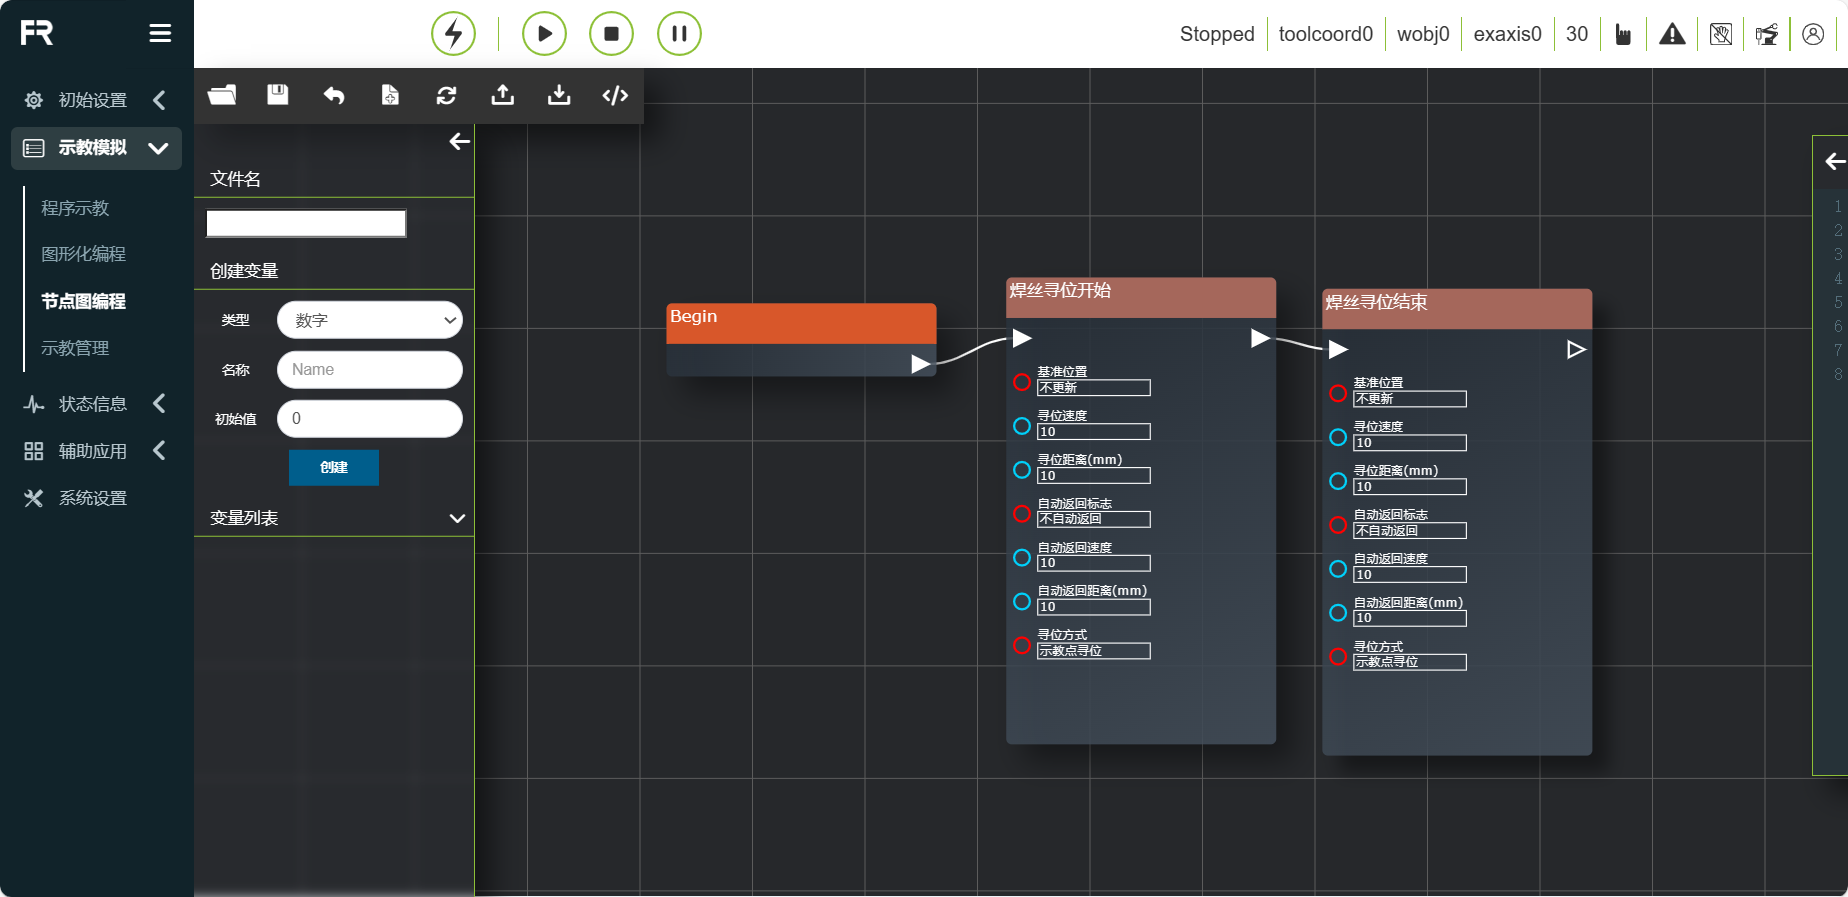 FR
Stopped
toolcoord0
wobj0
exaxis0
30
初始设置
示教模拟
程序示教
图形化编程
节点图编程
示教管理
状态信息
辅助应用
系统设置
文件名
创建变量
类型
数字
名称
Name
初始值
0
创建
变量列表
Begin
焊丝寻位开始
基准位置
不更新
寻位速度
10
寻位距离(mm)
10
自动返回标志
不自动返回
自动返回速度
10
自动返回距离(mm)
10
寻位方式
示教点寻位
焊丝寻位结束
基准位置
不更新
寻位速度
10
寻位距离(mm)
10
自动返回标志
不自动返回
自动返回速度
10
自动返回距离(mm)
10
寻位方式
示教点寻位
1
2
3
4
5
6
7
8